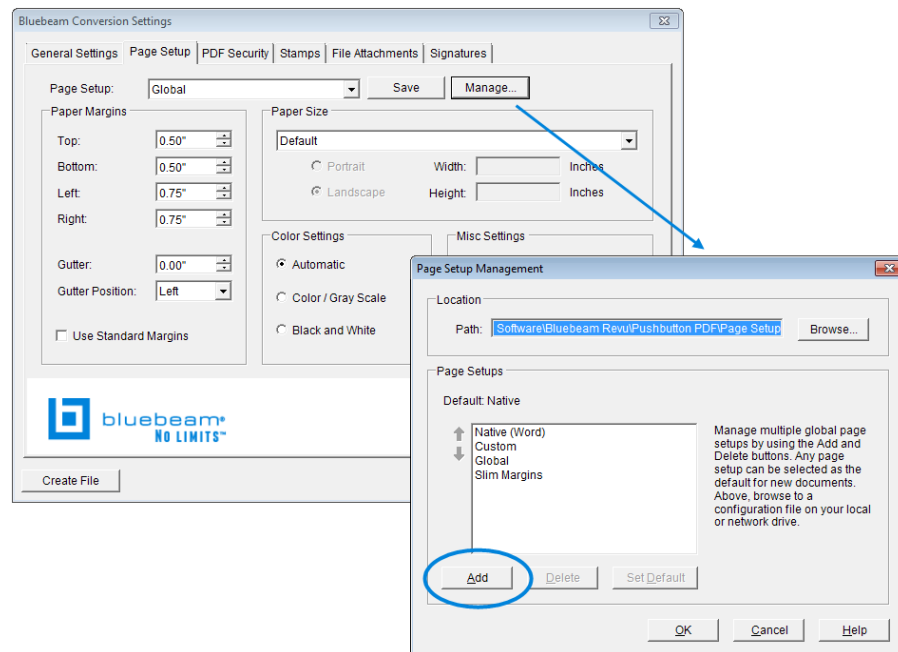 Bluebeam Conversion Settings
General Settings Page Setup PDF Security Stamps File Attachments Signatures
Page Setup: Global Save Manage...
Paper Margins
Top: 0.50"
Bottom: 0.50"
Left: 0.75"
Right: 0.75"
Gutter: 0.00"
Gutter Position: Left
Use Standard Margins
Paper Size
Default
Portrait Width: Inches
Landscape Height: Inches
Color Settings
Automatic
Color / Gray Scale
Black and White
Misc Settings
bluebeam®
NO LIMITS™
Create File
Page Setup Management
Location
Path: Software\Bluebeam Revu\Pushbutton PDF\Page Setup Browse...
Page Setups
Default: Native
Native (Word)
Custom
Global
Slim Margins
Manage multiple global page
setups by using the Add and
Delete buttons. Any page
setup can be selected as the
default for new documents.
Above, browse to a
configuration file on your local
or network drive.
Add Delete Set Default
OK Cancel Help